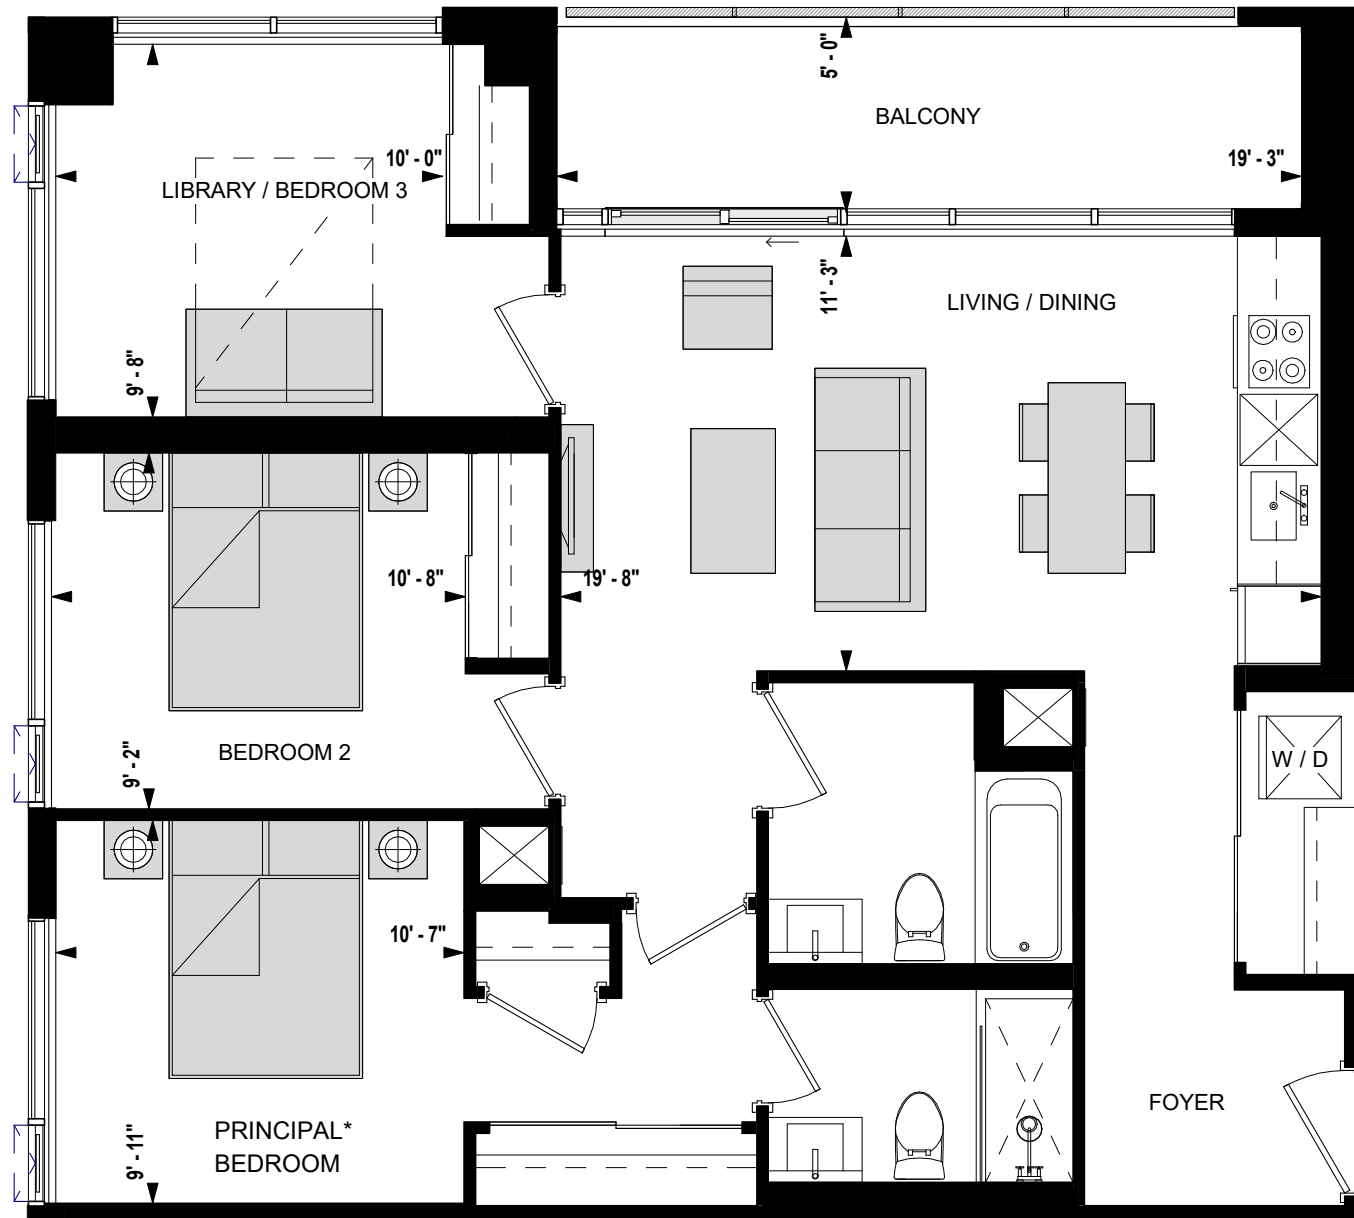 5' - 0"
BALCONY
10' - 0"
19' - 3"
LIBRARY / BEDROOM 3
11' - 3"
LIVING / DINING
9' - 8"
10' - 8"
19' - 8"
BEDROOM 2
9' - 2"
W / D
10' - 7"
FOYER
9' - 11"
PRINCIPAL*
BEDROOM